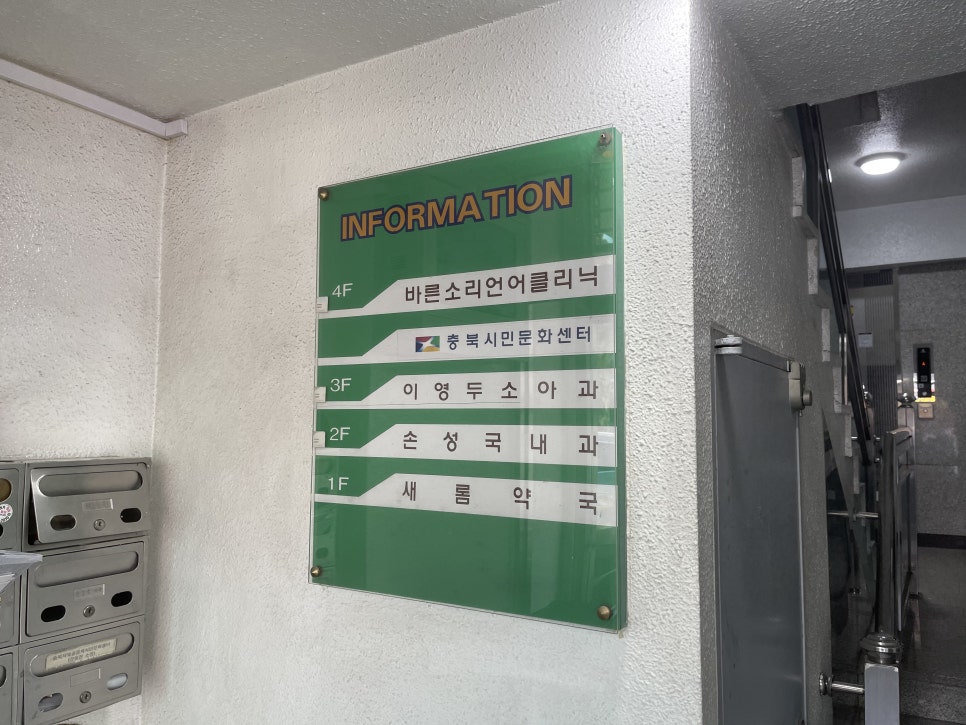 INFORMATION
4F 바른소리언어클리닉
충북시민문화센터
3F 이영두소아과
2F 손성국내과
1F 새롬약국